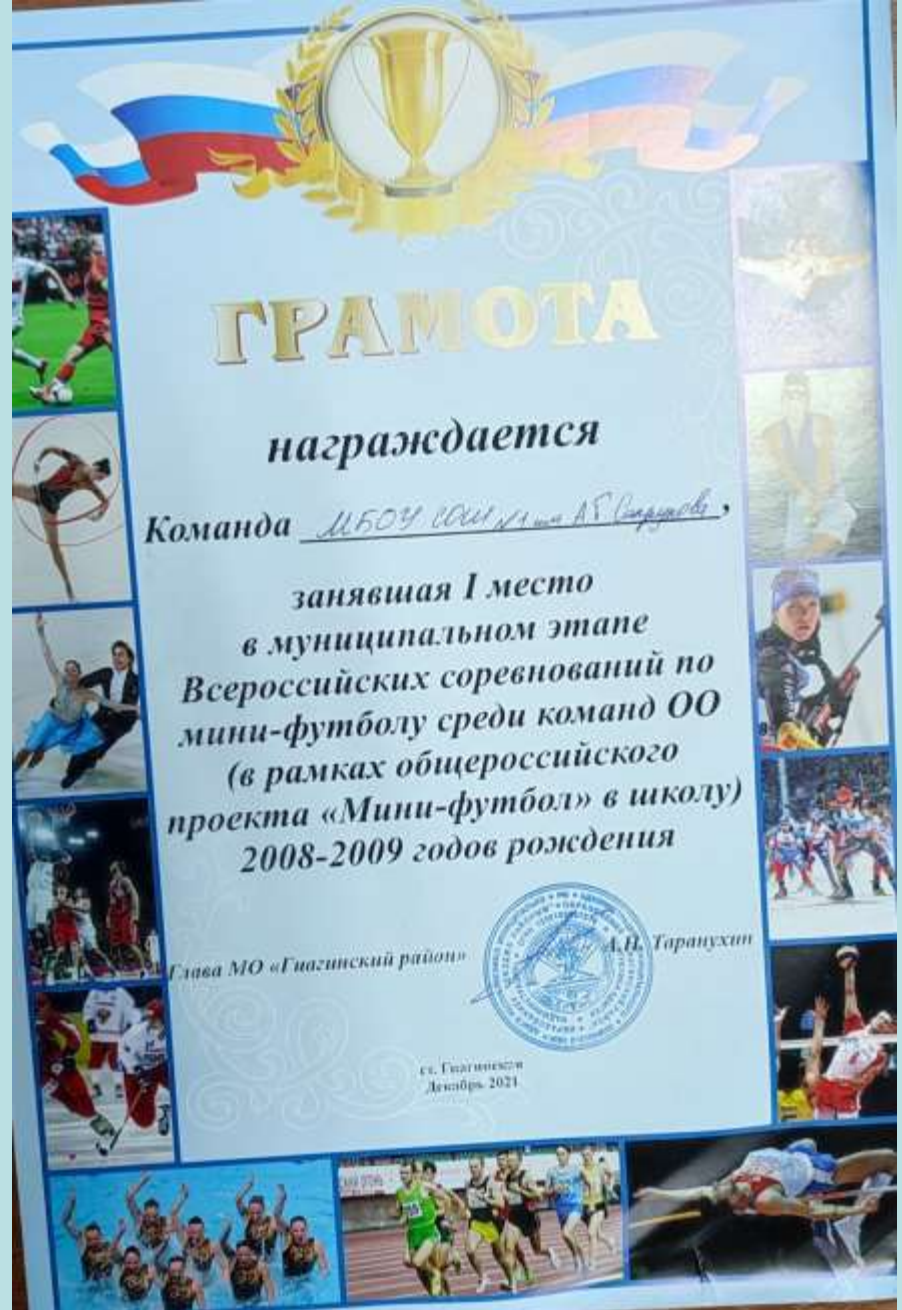 ГРАМОТА
награждается
Команда МБОУ СОШ №1 им А.Б.,
занявшая I место
в муниципальном этапе
Всероссийских соревнований по
мини-футболу среди команд ОО
(в рамках общероссийского
проекта «Мини-футбол» в школу)
2008-2009 годов рождения
Глава МО «Гиагинский район» А.Н. Таранухин
ст. Гиагинская
Декабрь 2021